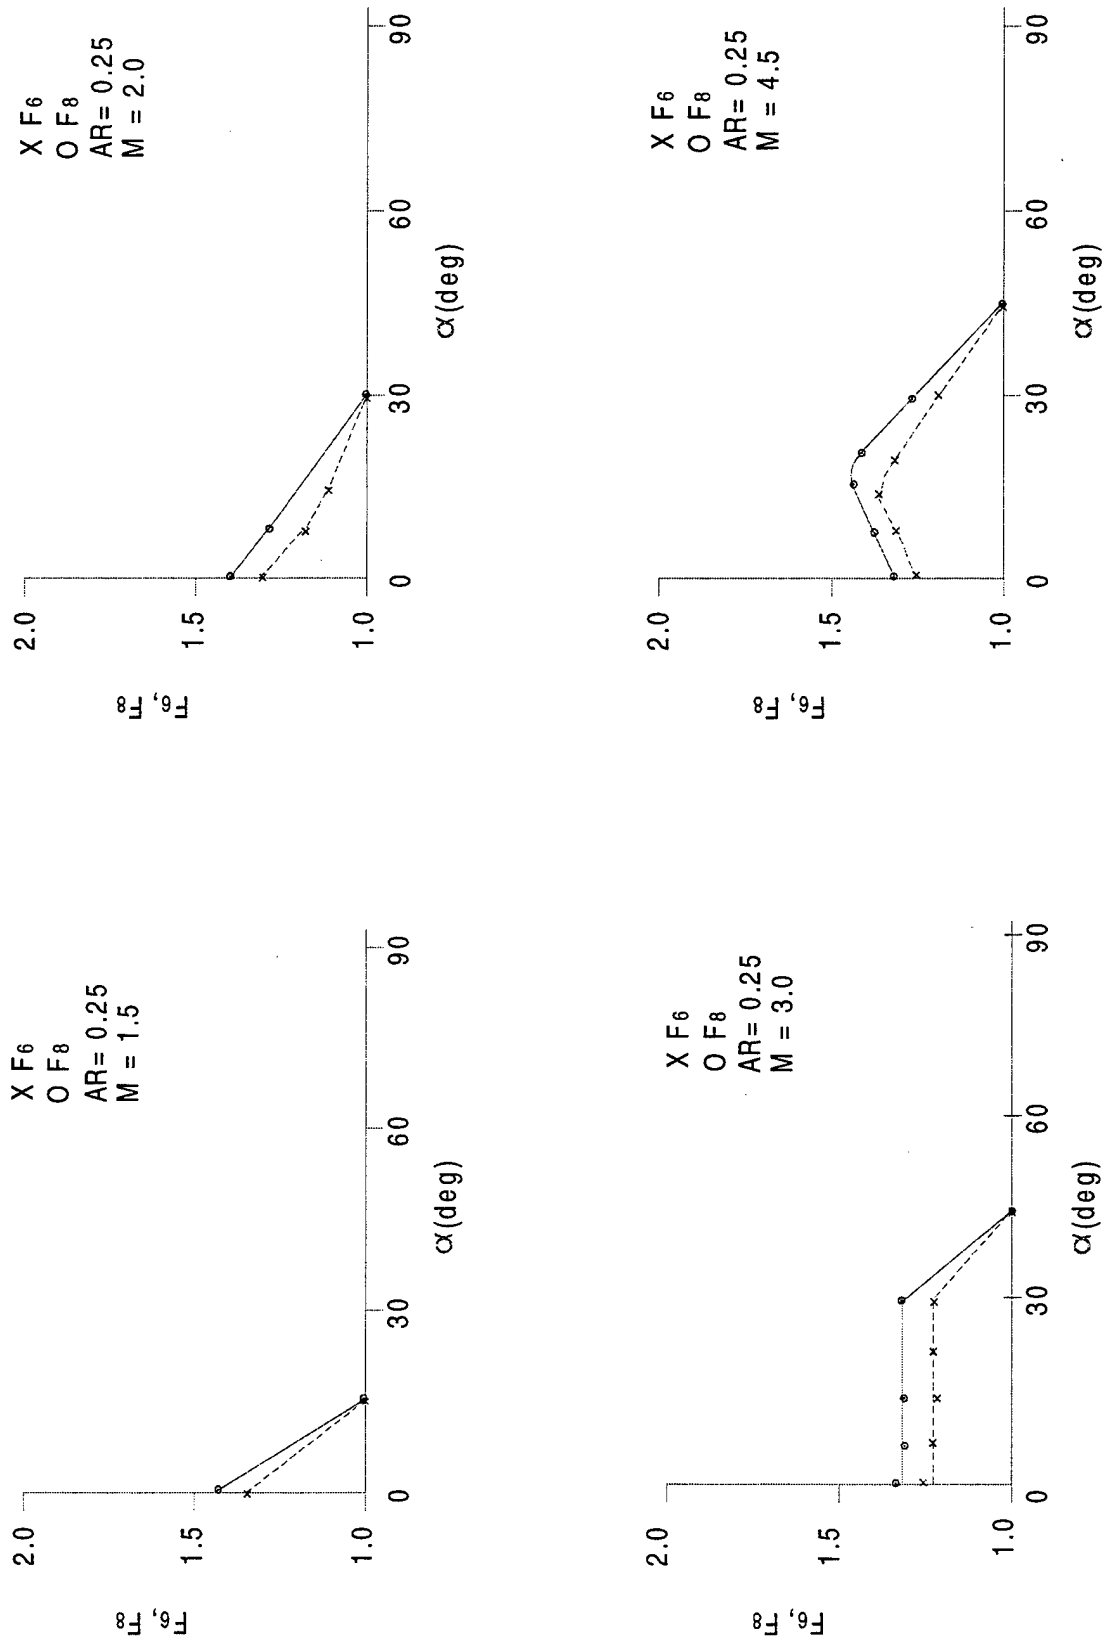 X F6
O F8
AR= 0.25
M = 1.5
2.0
1.5
1.0
F6, F8
0
30
60
90
α(deg)
X F6
O F8
AR= 0.25
M = 2.0
2.0
1.5
1.0
F6, F8
0
30
60
90
α(deg)
X F6
O F8
AR= 0.25
M = 3.0
2.0
1.5
1.0
F6, F8
0
30
60
90
α(deg)
X F6
O F8
AR= 0.25
M = 4.5
2.0
1.5
1.0
F6, F8
0
30
60
90
α(deg)